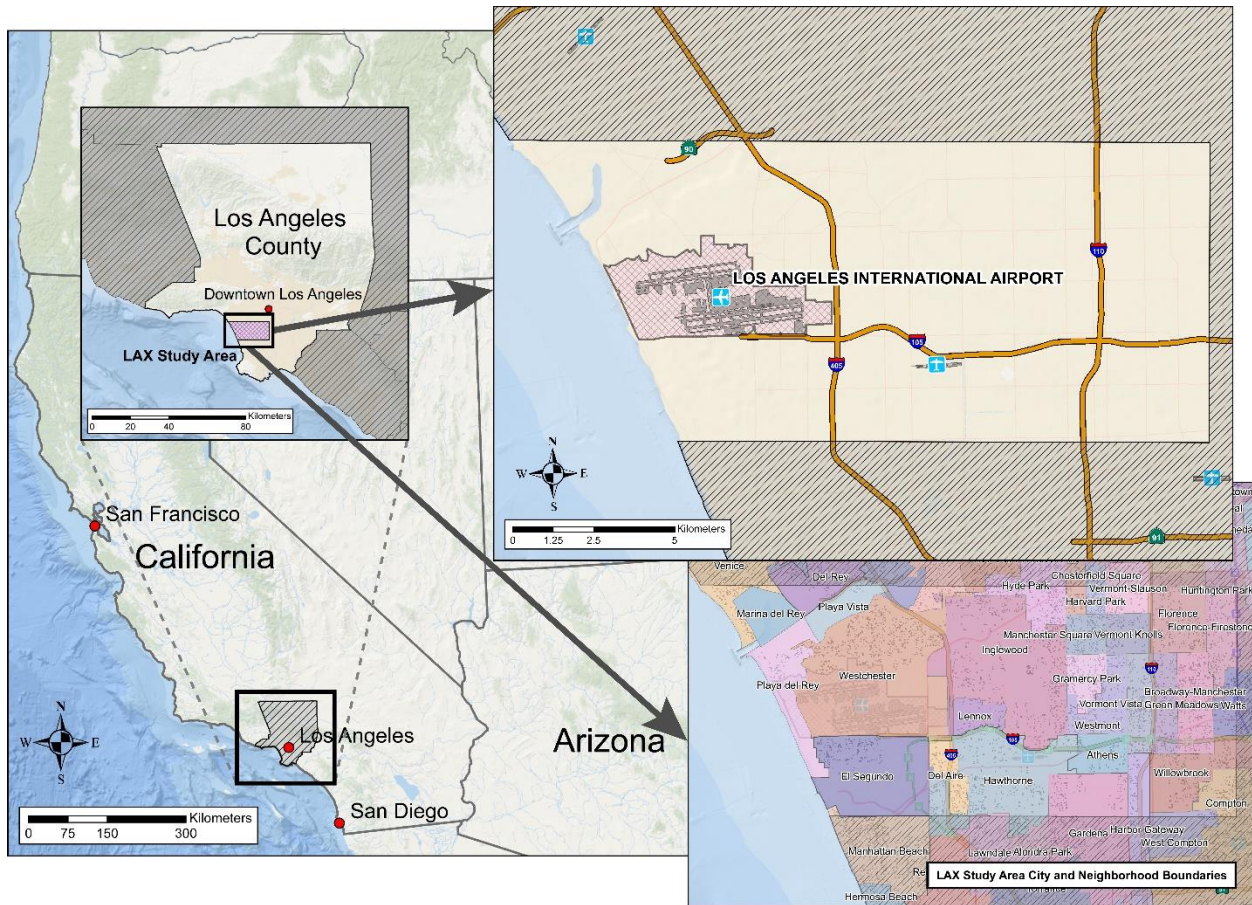 Los Angeles
County
Downtown Los Angeles
LAX Study Area
Kilometers
0 20 40 80
San Francisco
California
Los Angeles
San Diego
Arizona
N
W E
S
Kilometers
0 75 150 300
90
LOS ANGELES INTERNATIONAL AIRPORT
110
105
405
91
N
W E
S
Kilometers
0 1.25 2.5 5
Venice
Del Rey
Marina del Rey
Playa Vista
Hyde Park
Chesterfield Square
Vermont-Slauson
Harvard Park
Huntington Park
Florence
Florence-Firestone
Manchester Square
Vermont Knolls
Inglewood
Westchester
Playa del Rey
Gramercy Park
110
Broadway-Manchester
Vermont Vista
Green Meadows
Watts
Lennox
Westmont
105
Athens
405
El Segundo
Del Aire
Hawthorne
Willowbrook
Compton
Gardena
Harbor Gateway
West Compton
Manhattan Beach
Lawndale
Alondra Park
Hermosa Beach
LAX Study Area City and Neighborhood Boundaries